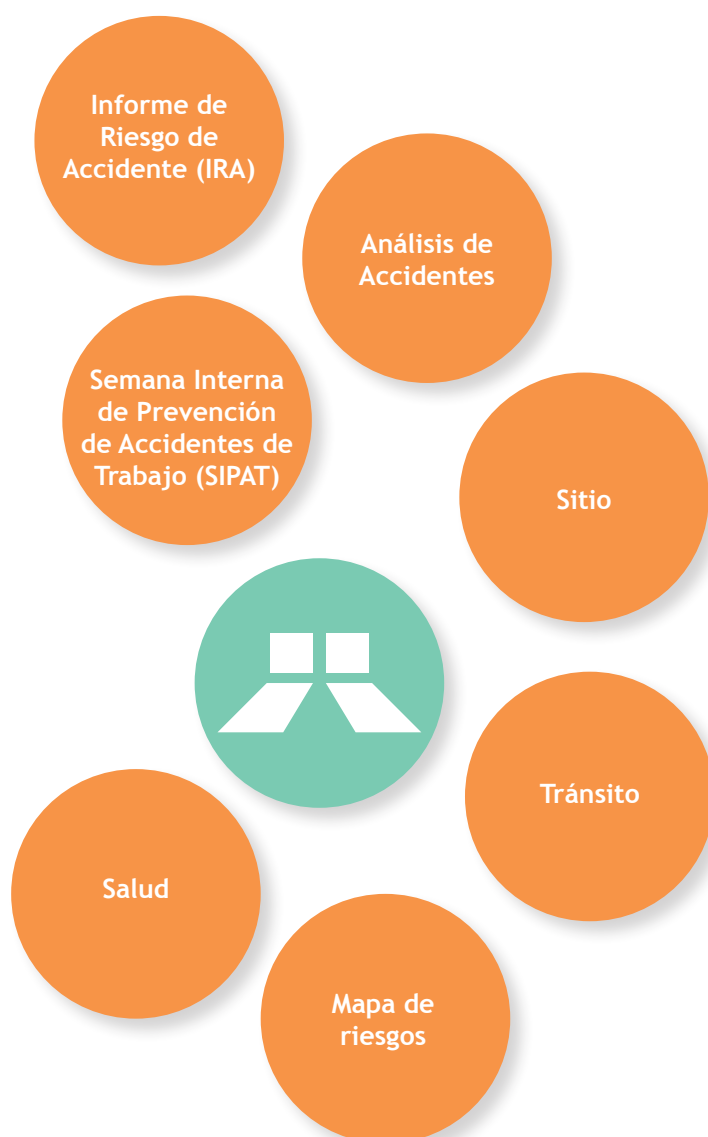 Informe de
Riesgo de
Accidente (IRA)
Análisis de
Accidentes
Semana Interna
de Prevención
de Accidentes de
Trabajo (SIPAT)
Sitio
Tránsito
Salud
Mapa de
riesgos